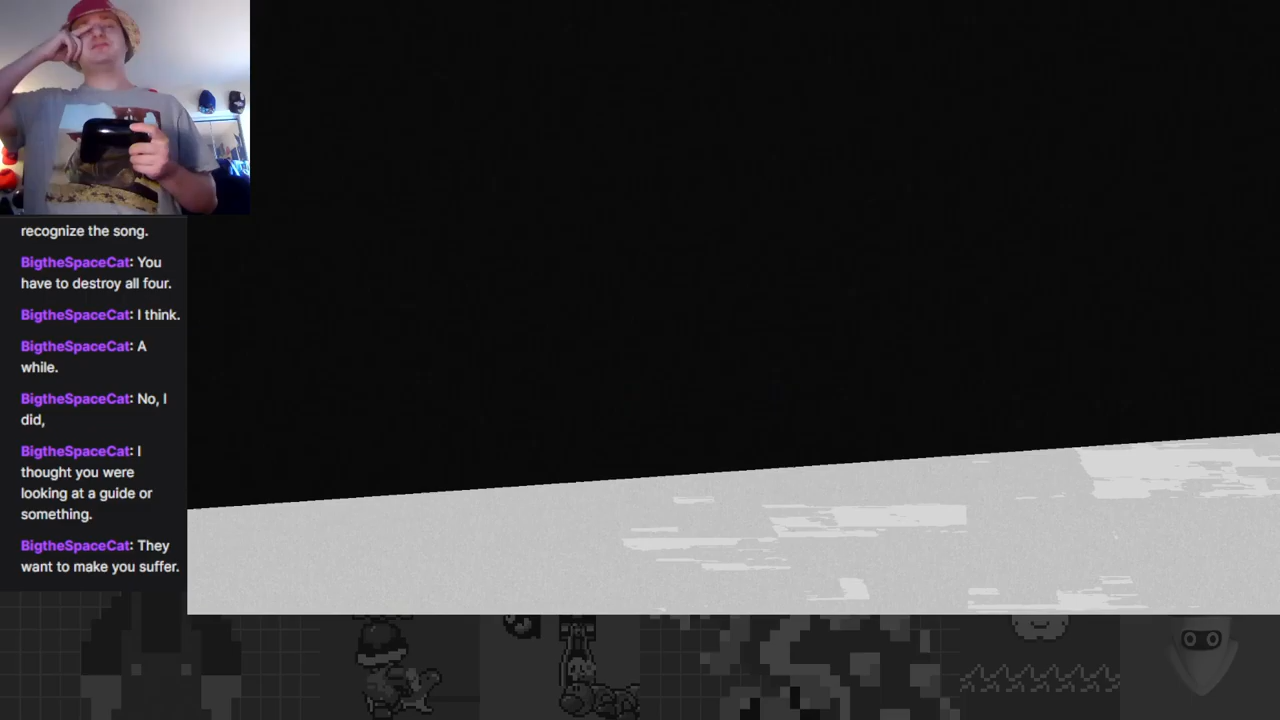 recognize the song.
BigtheSpaceCat: You
have to destroy all four.
BigtheSpaceCat: I think.
BigtheSpaceCat: A
while.
BigtheSpaceCat: No, I
did,
BigtheSpaceCat: I
thought you were
looking at a guide or
something.
BigtheSpaceCat: They
want to make you suffer.